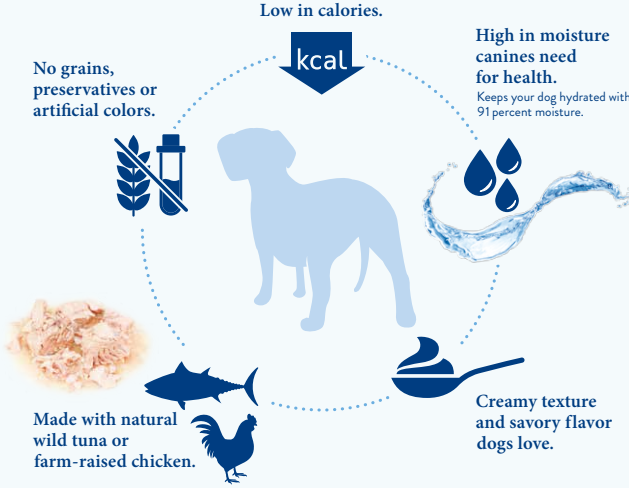 Low in calories.
kcal
High in moisture
canines need
for health.
Keeps your dog hydrated with
91 percent moisture.
No grains,
preservatives or
artificial colors.
Made with natural
wild tuna or
farm-raised chicken.
Creamy texture
and savory flavor
dogs love.